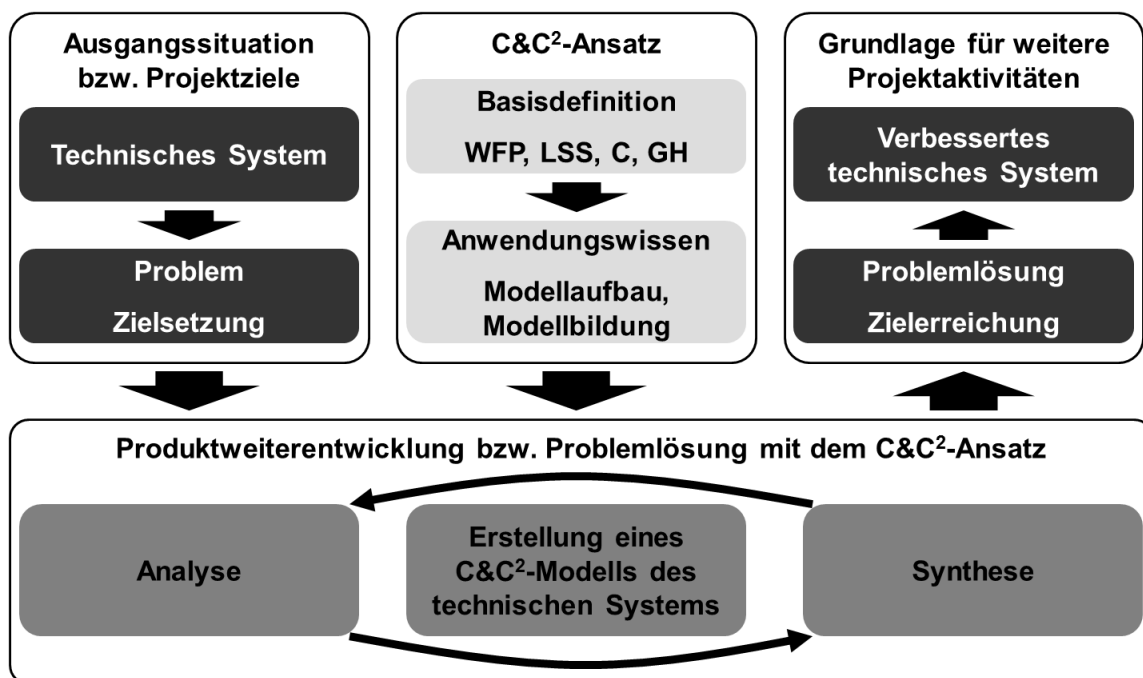 Ausgangssituation
bzw. Projektziele
Technisches System
Problem
Zielsetzung
C&C²-Ansatz
Basisdefinition
WFP, LSS, C, GH
Anwendungswissen
Modellaufbau,
Modellbildung
Grundlage für weitere
Projektaktivitäten
Verbessertes
technisches System
Problemlösung
Zielerreichung
Produktweiterentwicklung bzw. Problemlösung mit dem C&C²-Ansatz
Analyse
Erstellung eines
C&C²-Modells des
technischen Systems
Synthese